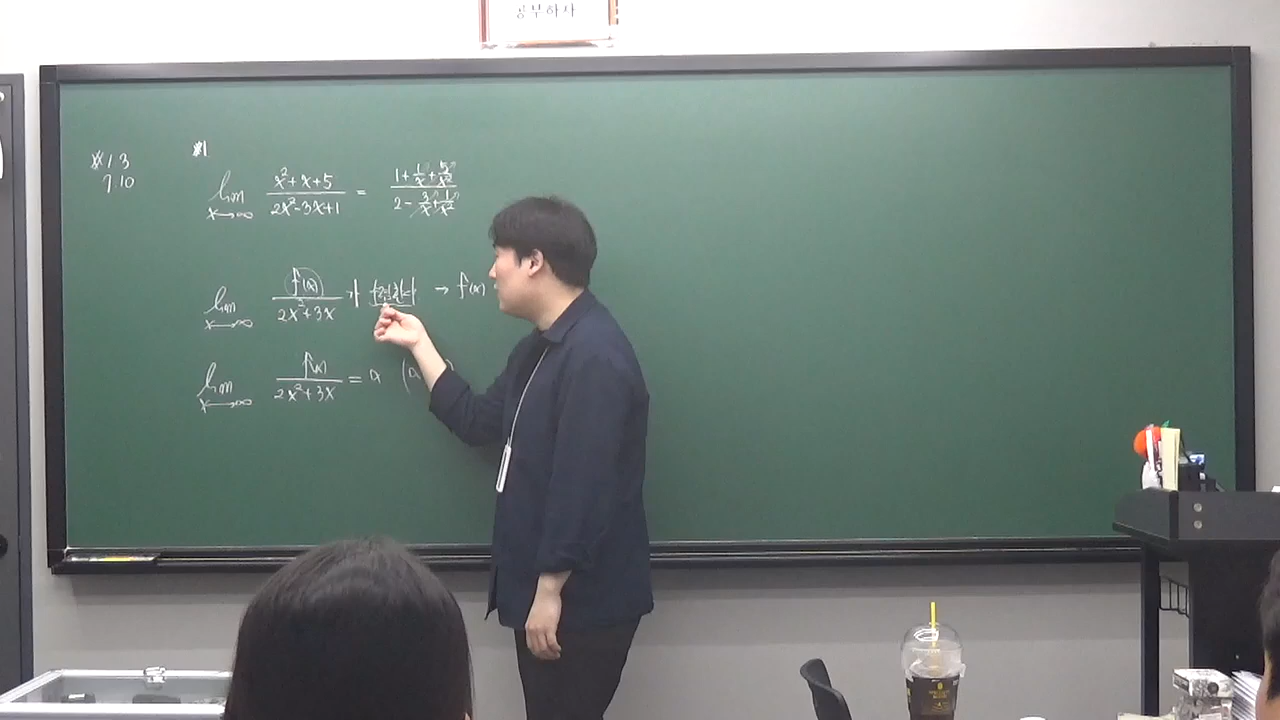 공부하자
※13
7.10
※1
lim x→∞ (x²+x+5)/(2x²-3x+1) = (1+1/x+5/x²)/(2-3/x+1/x²)
lim x→∞ f(x)/(2x²+3x) 가 → f(x)
lim x→∞ f(x)/(2x²+3x) = a (a